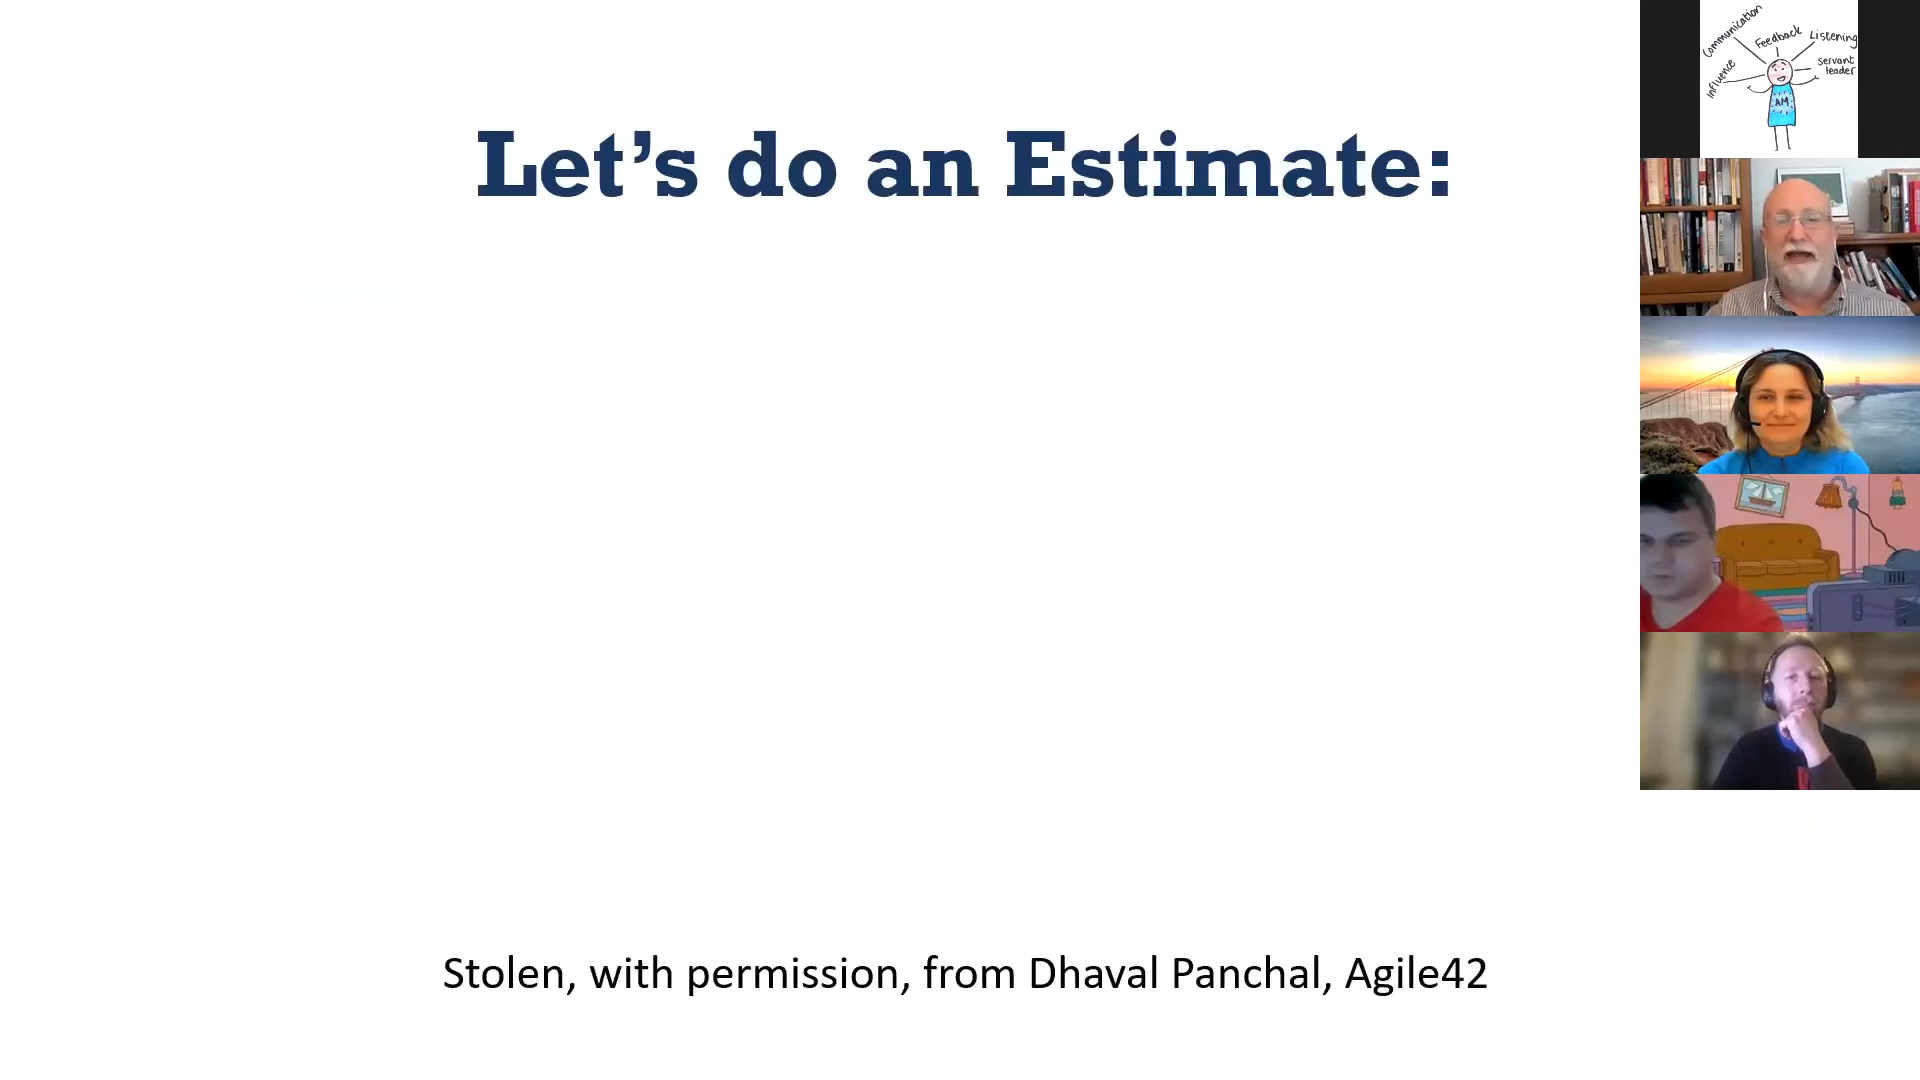 Let’s do an Estimate:
Communication
Feedback
Listening
Influence
servant
leader
AM
Stolen, with permission, from Dhaval Panchal, Agile42